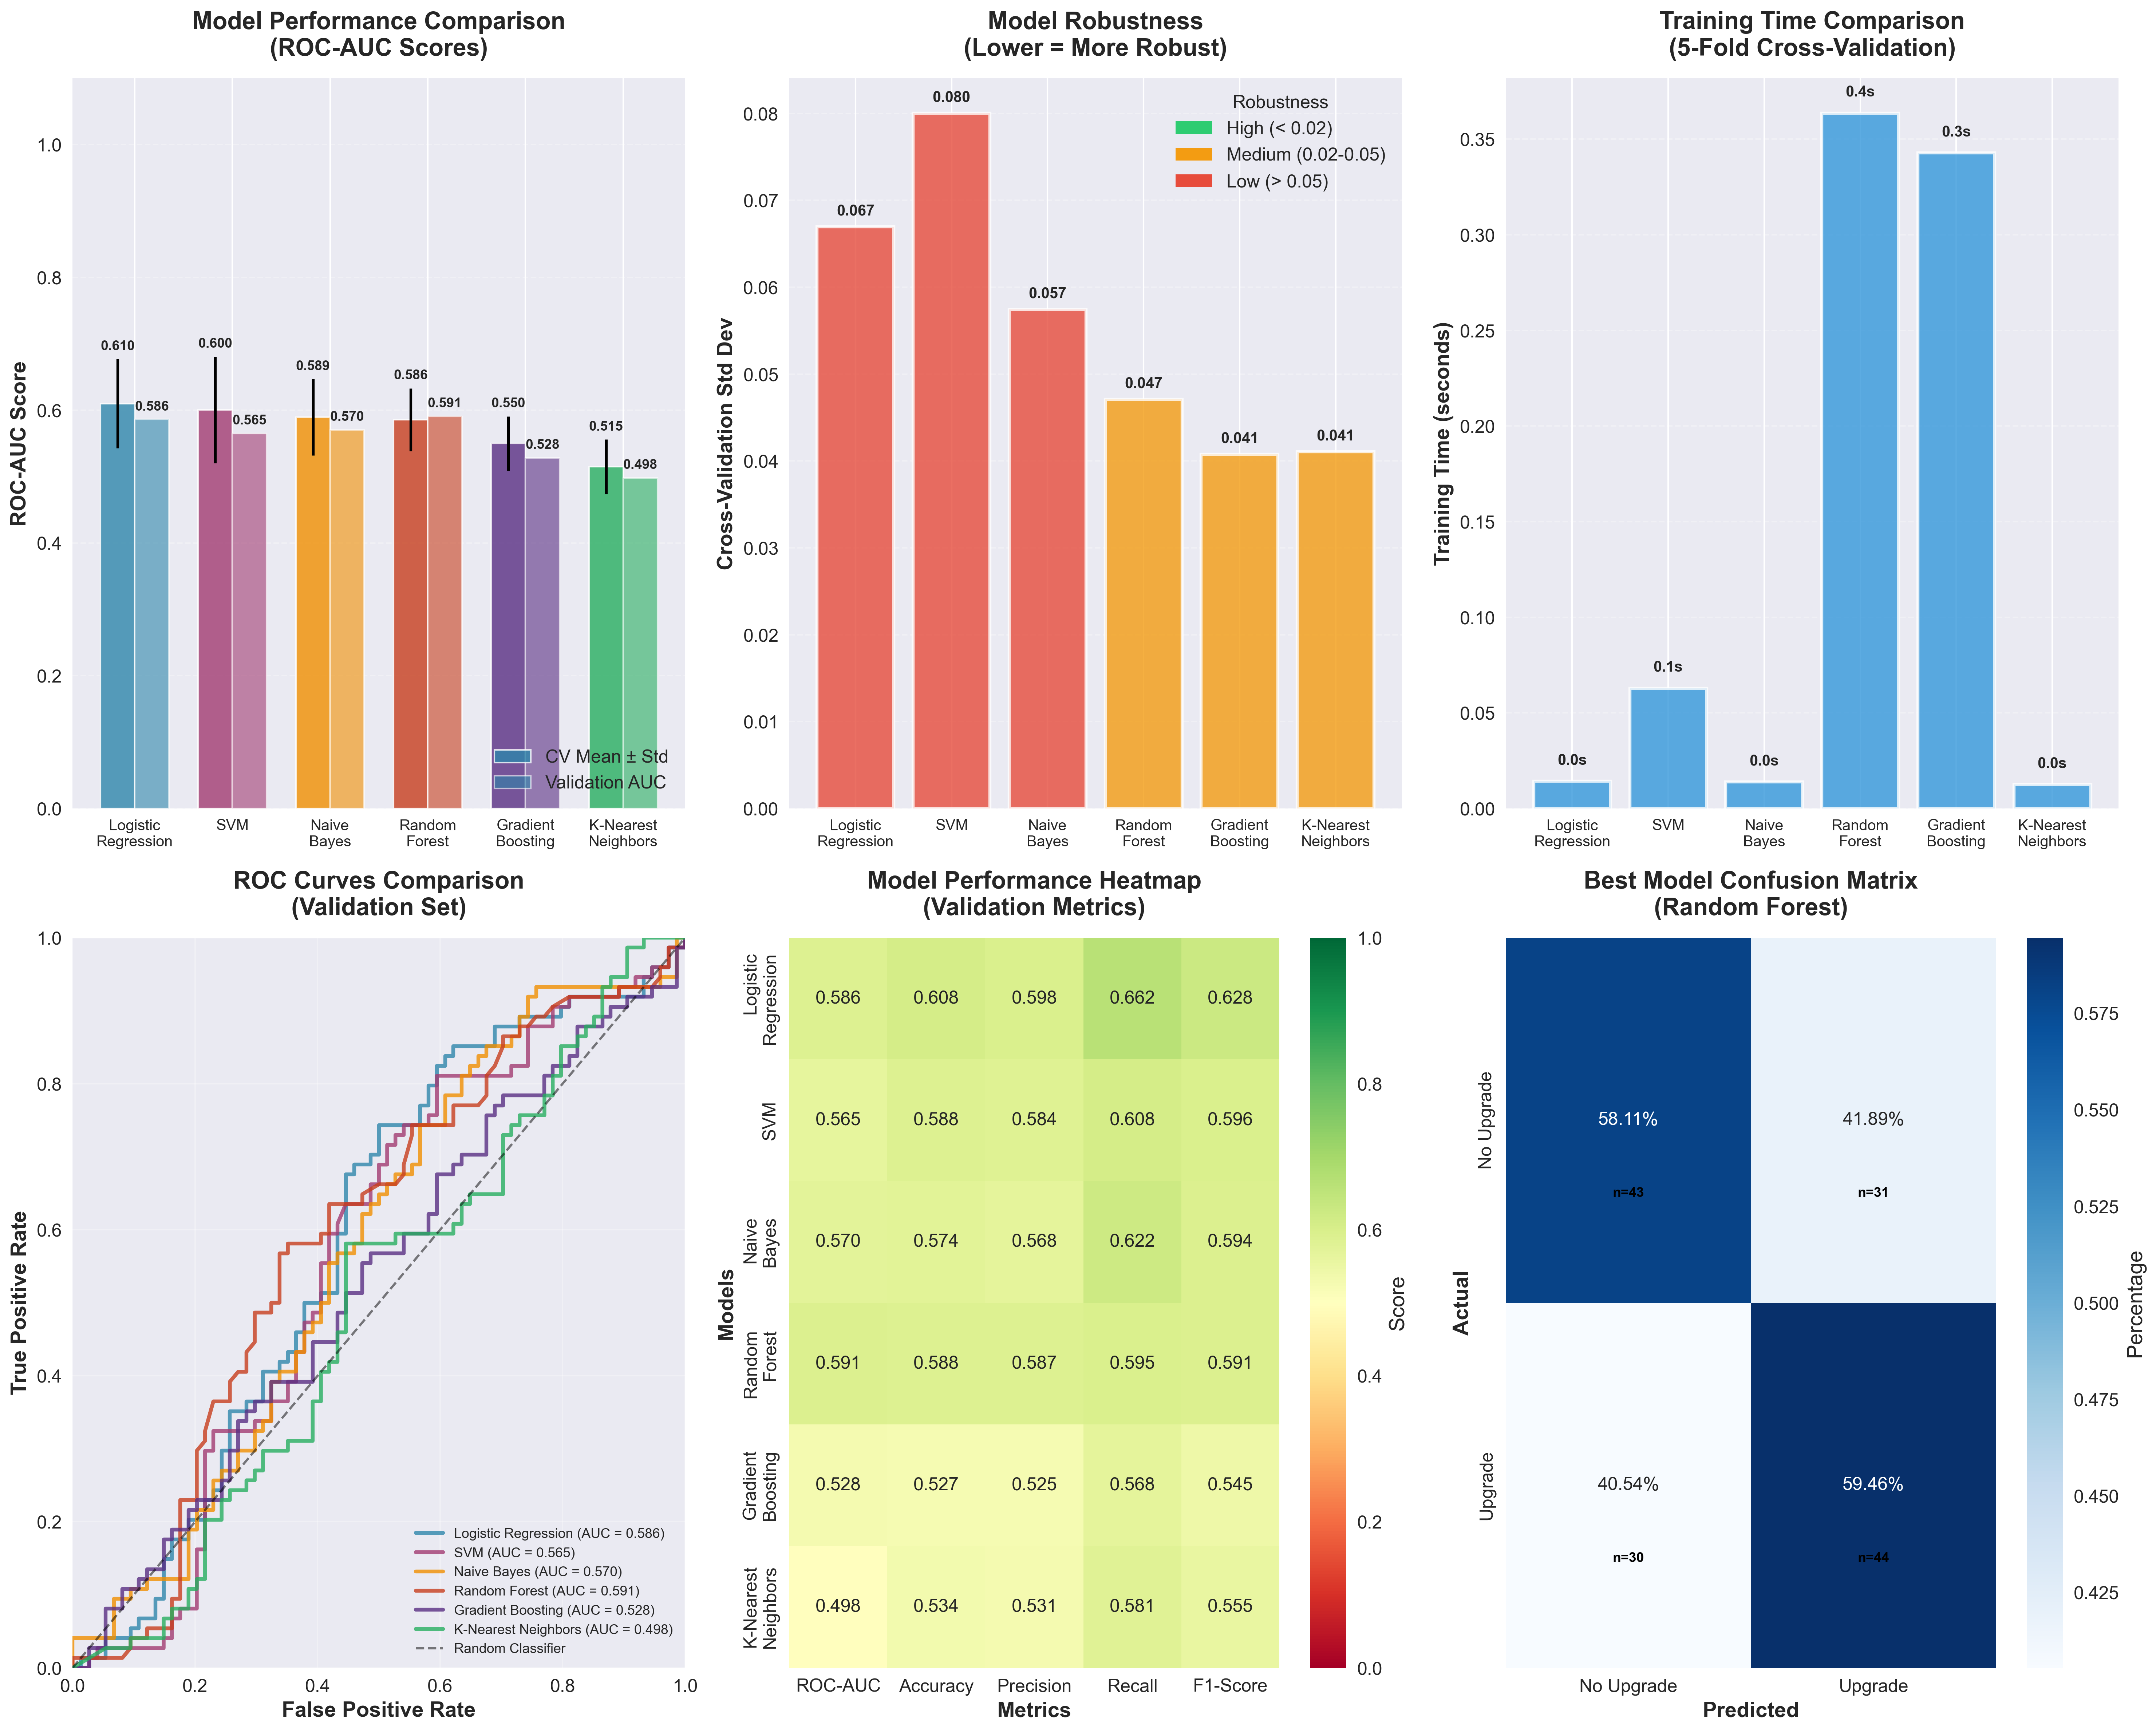 Model Performance Comparison
(ROC-AUC Scores)
ROC-AUC Score
1.0
0.8
0.6
0.4
0.2
0.0
0.610
0.586
0.600
0.565
0.589
0.570
0.586
0.591
0.550
0.528
0.515
0.498
CV Mean ± Std
Validation AUC
Logistic
Regression
SVM
Naive
Bayes
Random
Forest
Gradient
Boosting
K-Nearest
Neighbors
Model Robustness
(Lower = More Robust)
Cross-Validation Std Dev
0.08
0.07
0.06
0.05
0.04
0.03
0.02
0.01
0.00
0.067
0.080
0.057
0.047
0.041
0.041
Robustness
High (< 0.02)
Medium (0.02-0.05)
Low (> 0.05)
Logistic
Regression
SVM
Naive
Bayes
Random
Forest
Gradient
Boosting
K-Nearest
Neighbors
Training Time Comparison
(5-Fold Cross-Validation)
Training Time (seconds)
0.35
0.30
0.25
0.20
0.15
0.10
0.05
0.00
0.0s
0.1s
0.0s
0.4s
0.3s
0.0s
Logistic
Regression
SVM
Naive
Bayes
Random
Forest
Gradient
Boosting
K-Nearest
Neighbors
ROC Curves Comparison
(Validation Set)
True Positive Rate
1.0
0.8
0.6
0.4
0.2
0.0
Logistic Regression (AUC = 0.586)
SVM (AUC = 0.565)
Naive Bayes (AUC = 0.570)
Random Forest (AUC = 0.591)
Gradient Boosting (AUC = 0.528)
K-Nearest Neighbors (AUC = 0.498)
Random Classifier
0.0 0.2 0.4 0.6 0.8 1.0
False Positive Rate
Model Performance Heatmap
(Validation Metrics)
Models
Logistic
Regression
0.586 0.608 0.598 0.662 0.628
SVM
0.565 0.588 0.584 0.608 0.596
Naive
Bayes
0.570 0.574 0.568 0.622 0.594
Random
Forest
0.591 0.588 0.587 0.595 0.591
Gradient
Boosting
0.528 0.527 0.525 0.568 0.545
K-Nearest
Neighbors
0.498 0.534 0.531 0.581 0.555
ROC-AUC Accuracy Precision Recall F1-Score
Metrics
1.0
0.8
0.6
0.4
0.2
0.0
Score
Best Model Confusion Matrix
(Random Forest)
Actual
No Upgrade
58.11% 41.89%
n=43 n=31
Upgrade
40.54% 59.46%
n=30 n=44
No Upgrade Upgrade
Predicted
0.575
0.550
0.525
0.500
0.475
0.450
0.425
Percentage